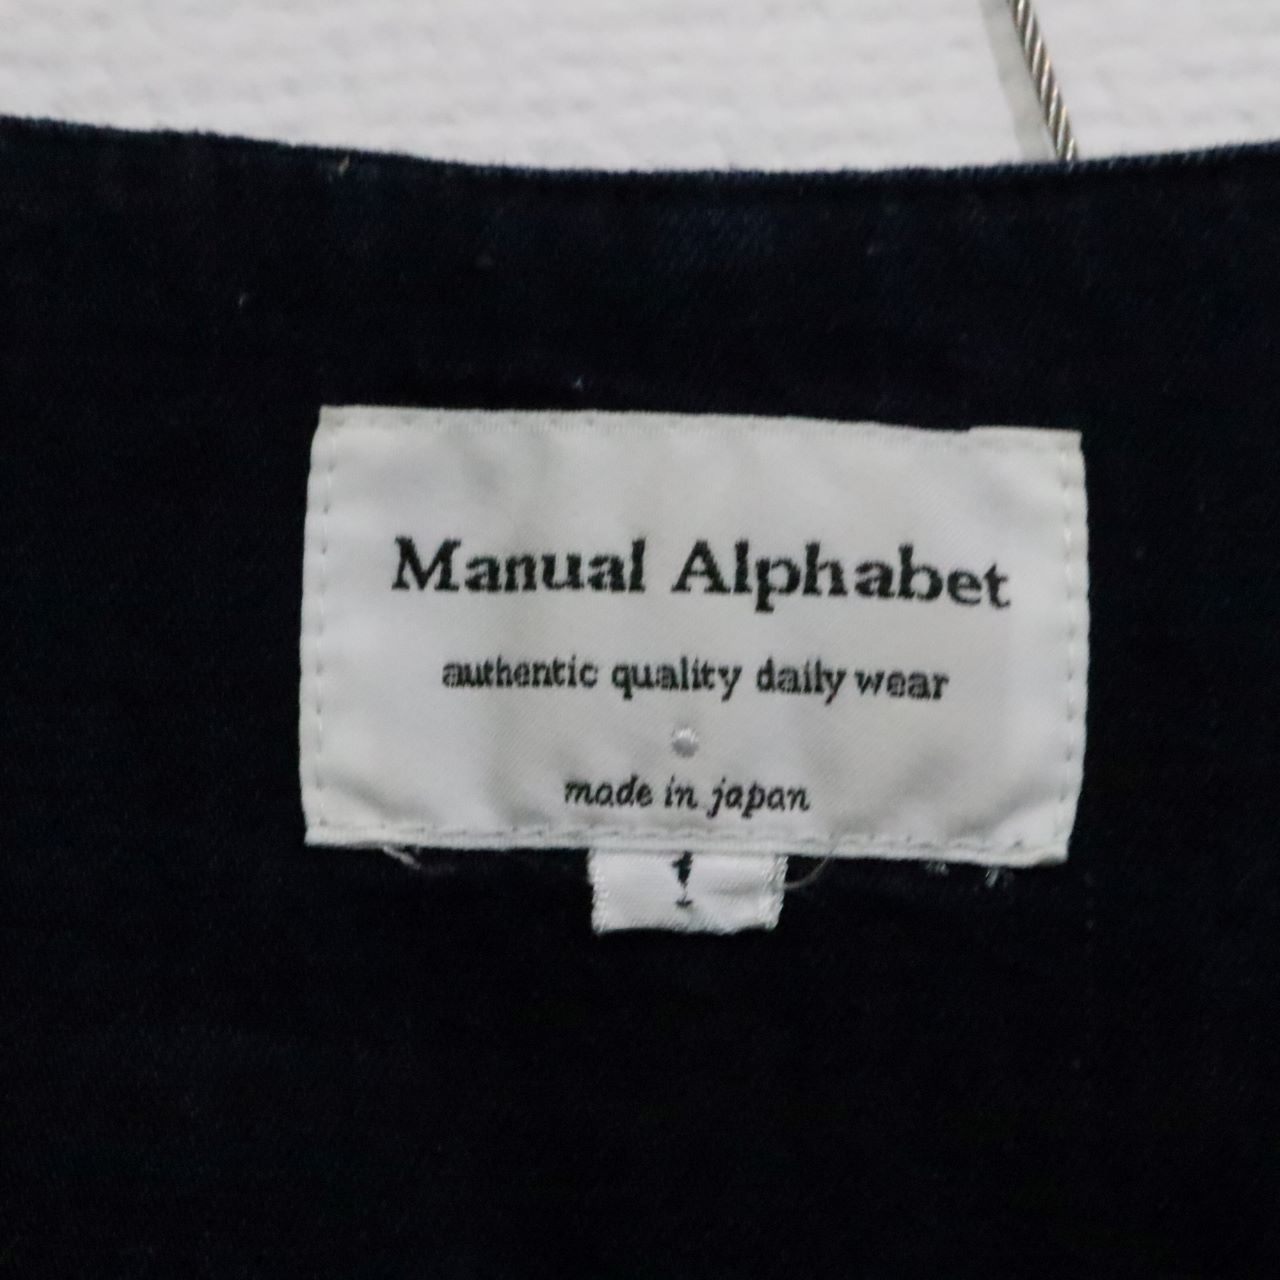 Manual Alphabet
authentic quality daily wear
made in japan
1